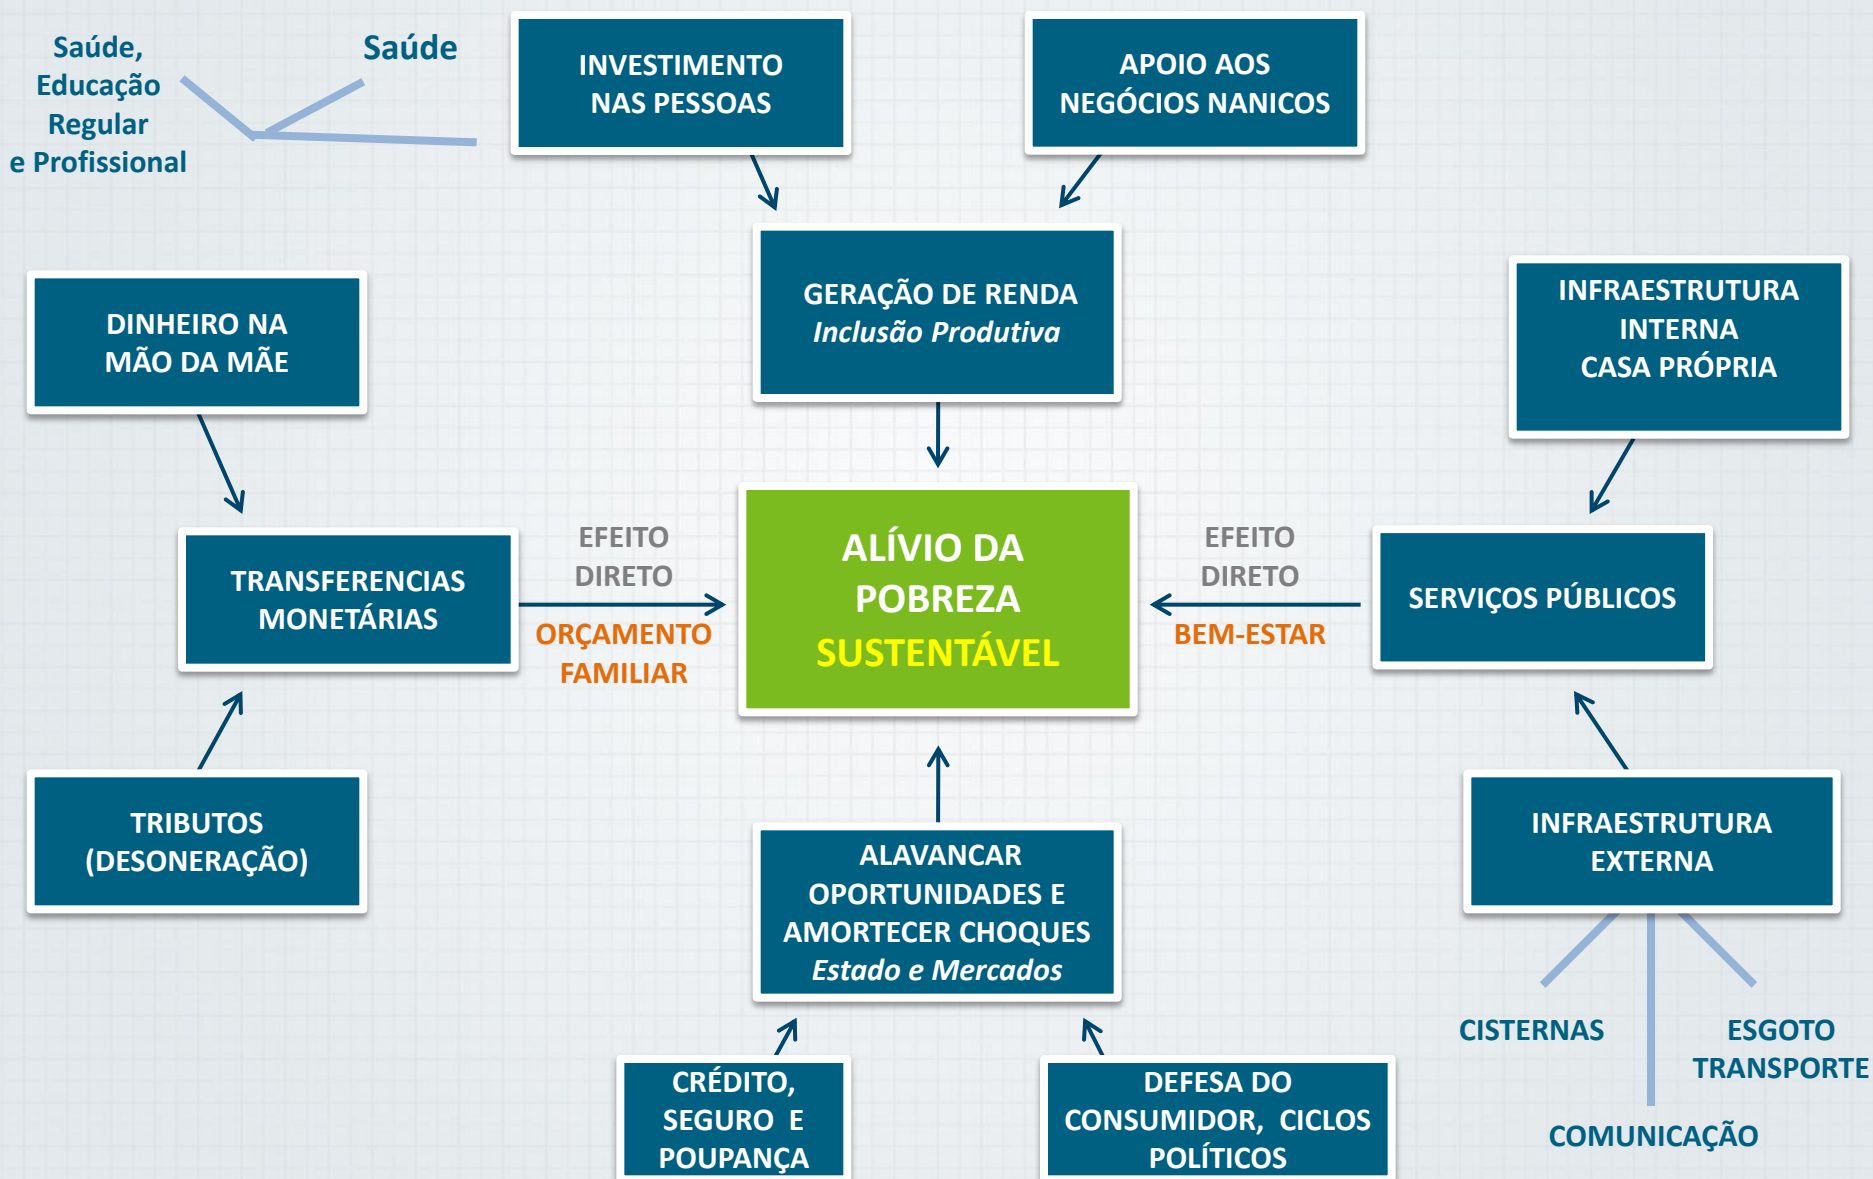 Saúde,
Educação
Regular
e Profissional
Saúde
INVESTIMENTO
NAS PESSOAS
APOIO AOS
NEGÓCIOS NANICOS
DINHEIRO NA
MÃO DA MÃE
GERAÇÃO DE RENDA
Inclusão Produtiva
INFRAESTRUTURA
INTERNA
CASA PRÓPRIA
TRANSFERENCIAS
MONETÁRIAS
EFEITO
DIRETO
ORÇAMENTO
FAMILIAR
ALÍVIO DA
POBREZA
SUSTENTÁVEL
EFEITO
DIRETO
BEM-ESTAR
SERVIÇOS PÚBLICOS
TRIBUTOS
(DESONERAÇÃO)
ALAVANCAR
OPORTUNIDADES E
AMORTECER CHOQUES
Estado e Mercados
INFRAESTRUTURA
EXTERNA
CISTERNAS
ESGOTO
TRANSPORTE
COMUNICAÇÃO
CRÉDITO,
SEGURO E
POUPANÇA
DEFESA DO
CONSUMIDOR, CICLOS
POLÍTICOS